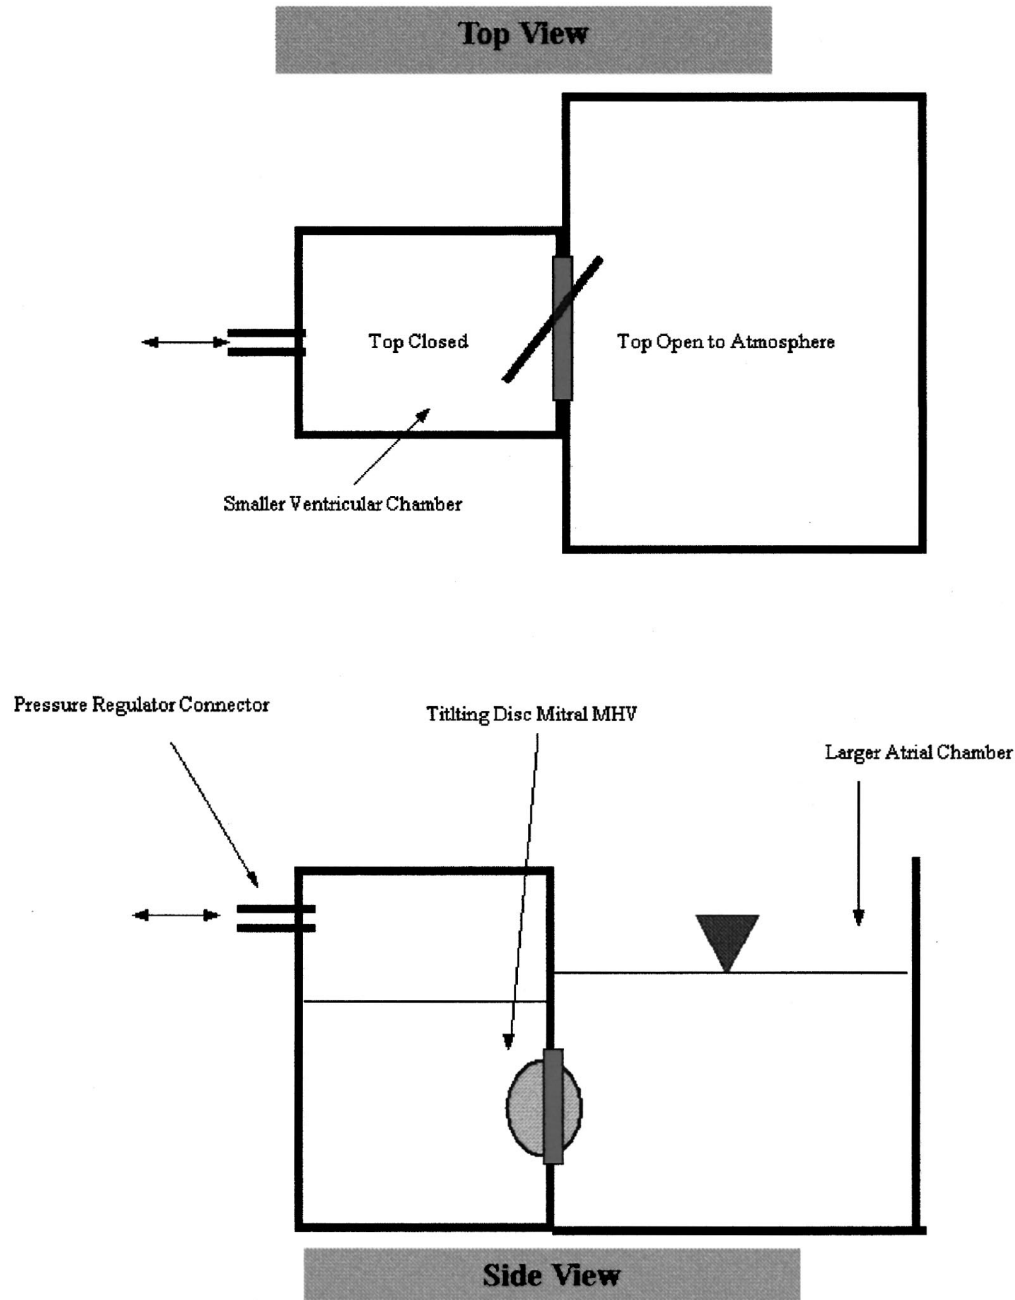 Top View
Top Closed
Top Open to Atmosphere
Smaller Ventricular Chamber
Pressure Regulator Connector
Titlting Disc Mitral MHV
Larger Atrial Chamber
Side View